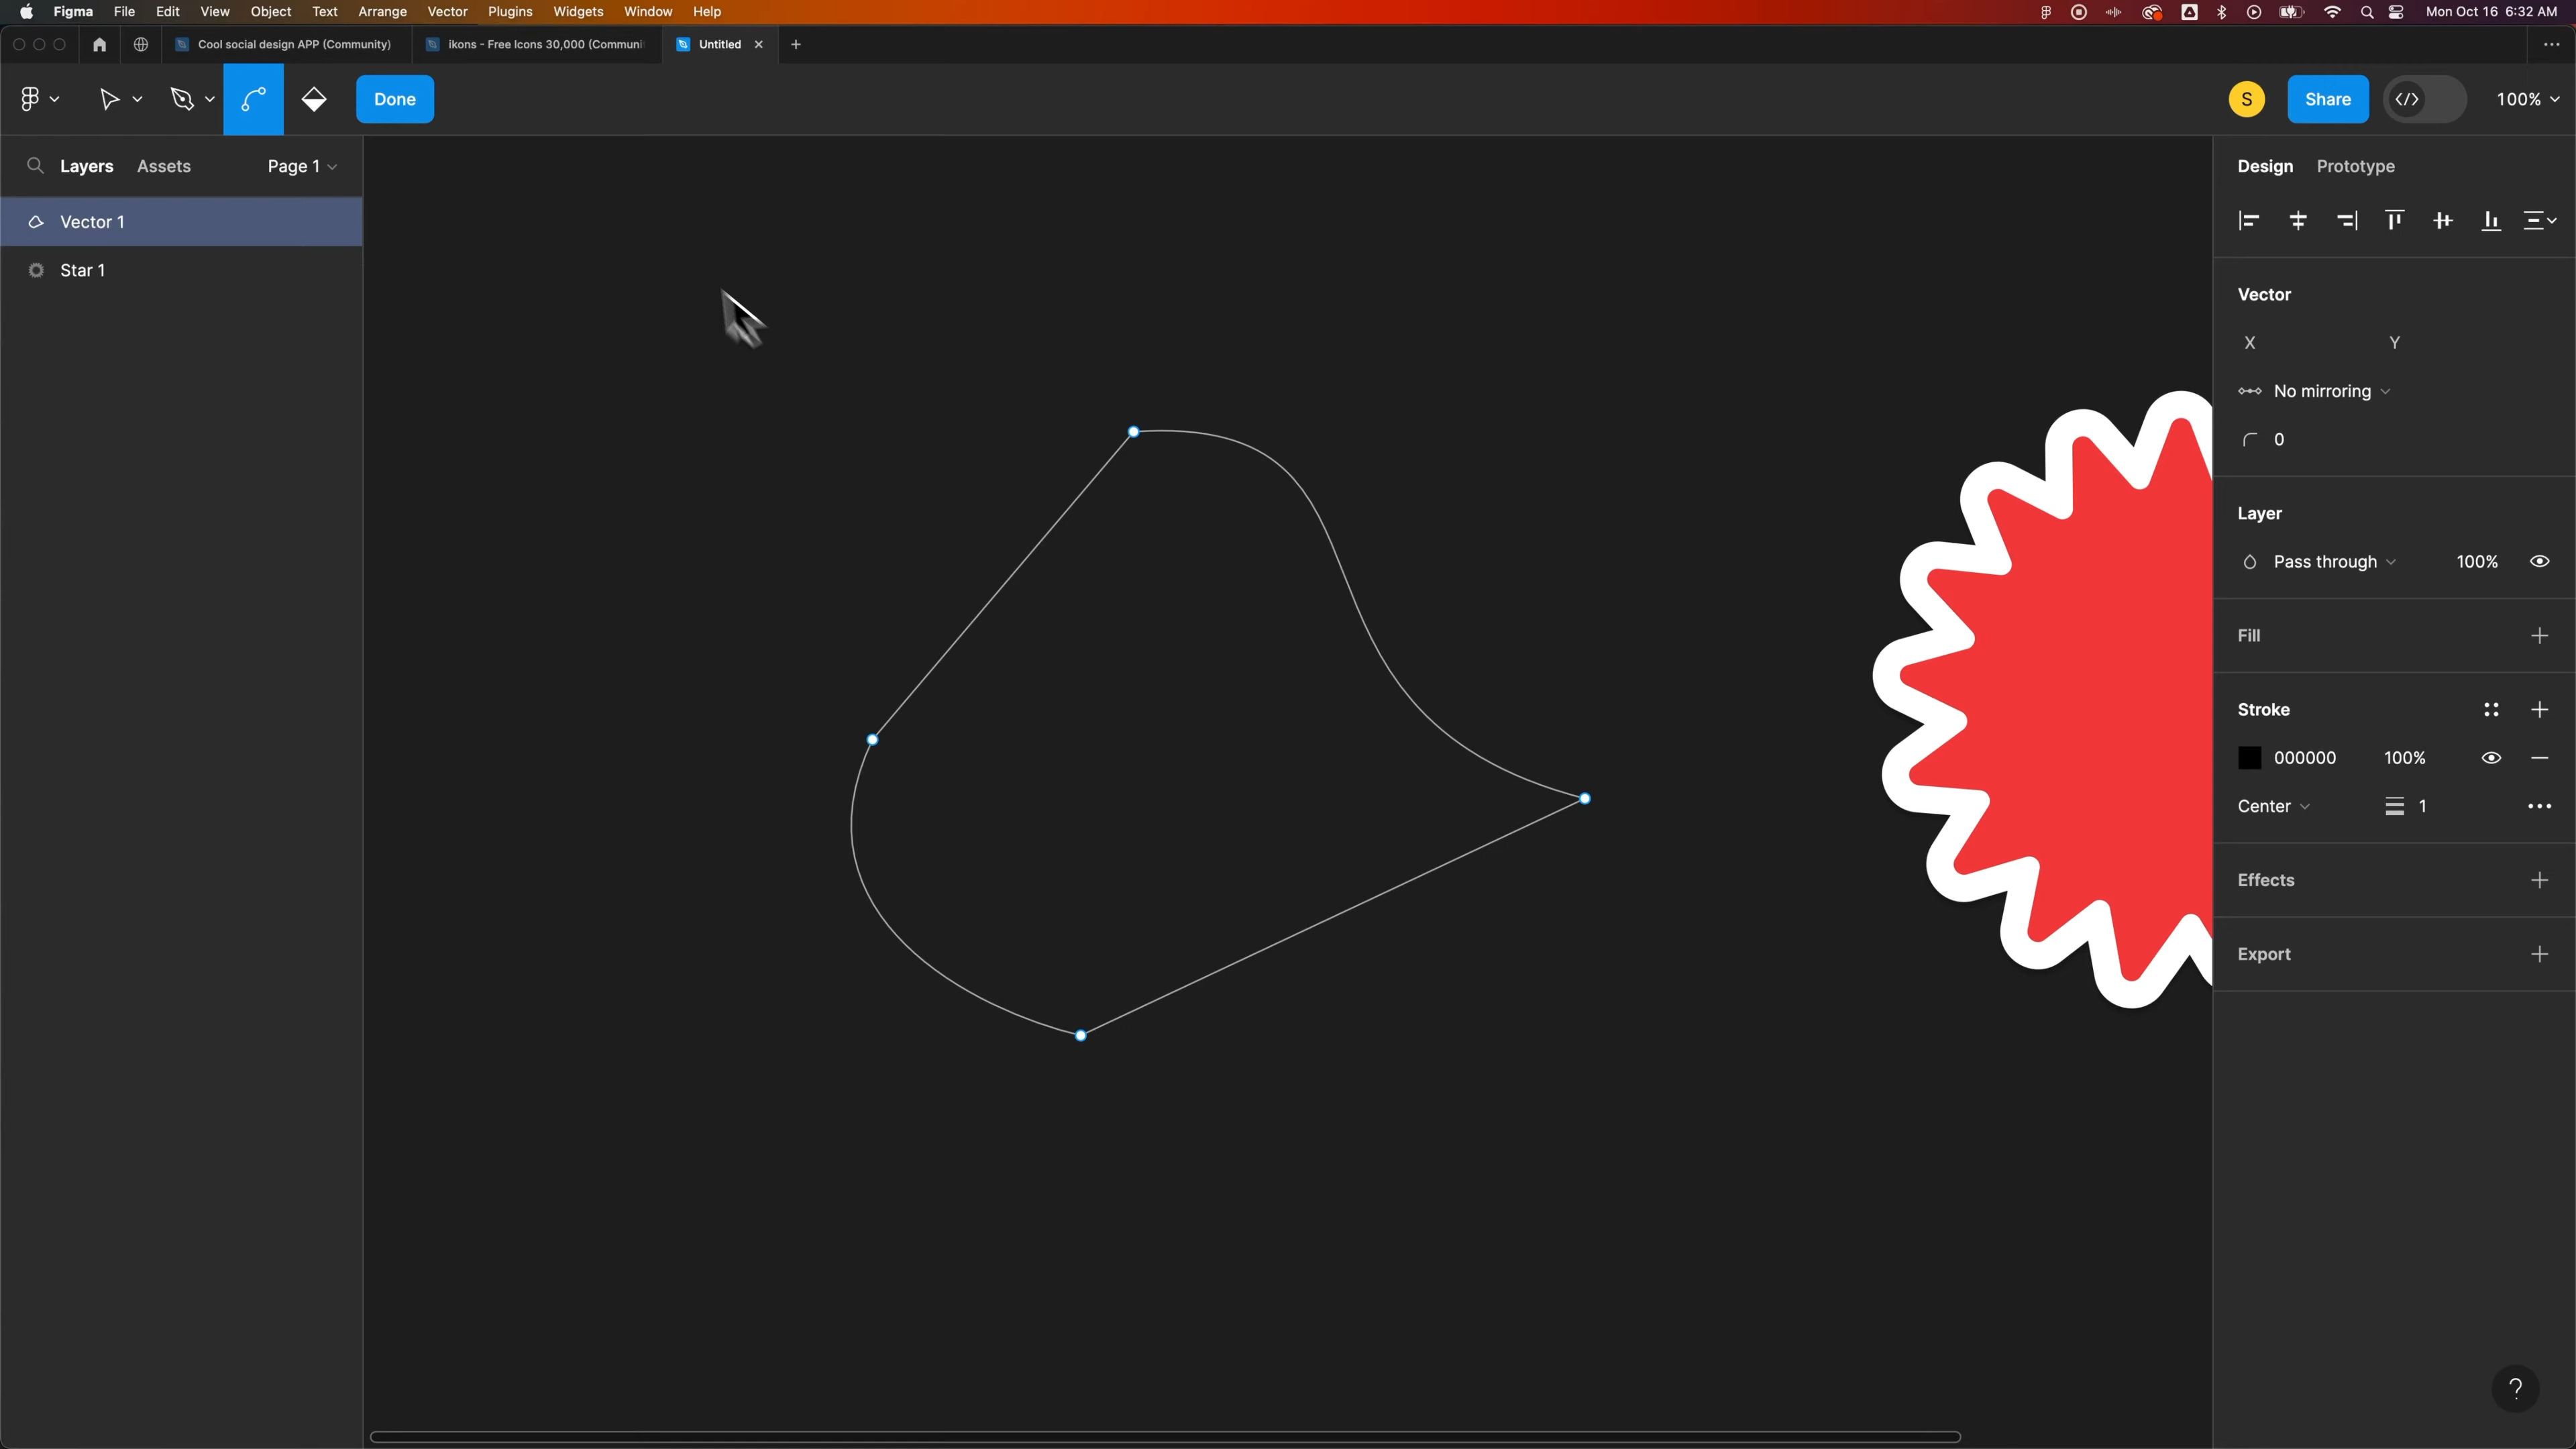 Figma File Edit View Object Text Arrange Vector Plugins Widgets Window Help Mon Oct 16 6:32 AM
Cool social design APP (Community) ikons - Free Icons 30,000 (Communi Untitled
Done S Share 100%
Layers Assets Page 1
Vector 1
Star 1
Design Prototype
Vector
X Y
No mirroring
0
Layer
Pass through 100%
Fill
Stroke
000000 100%
Center 1
Effects
Export
?